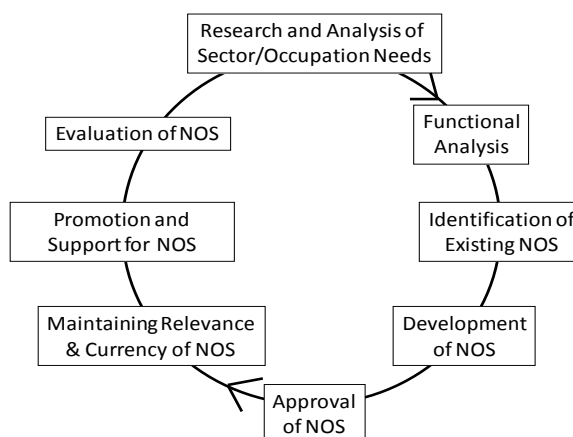 Research and Analysis of
Sector/Occupation Needs
Functional
Analysis
Identification of
Existing NOS
Development
of NOS
Approval
of NOS
Maintaining Relevance
& Currency of NOS
Promotion and
Support for NOS
Evaluation of NOS